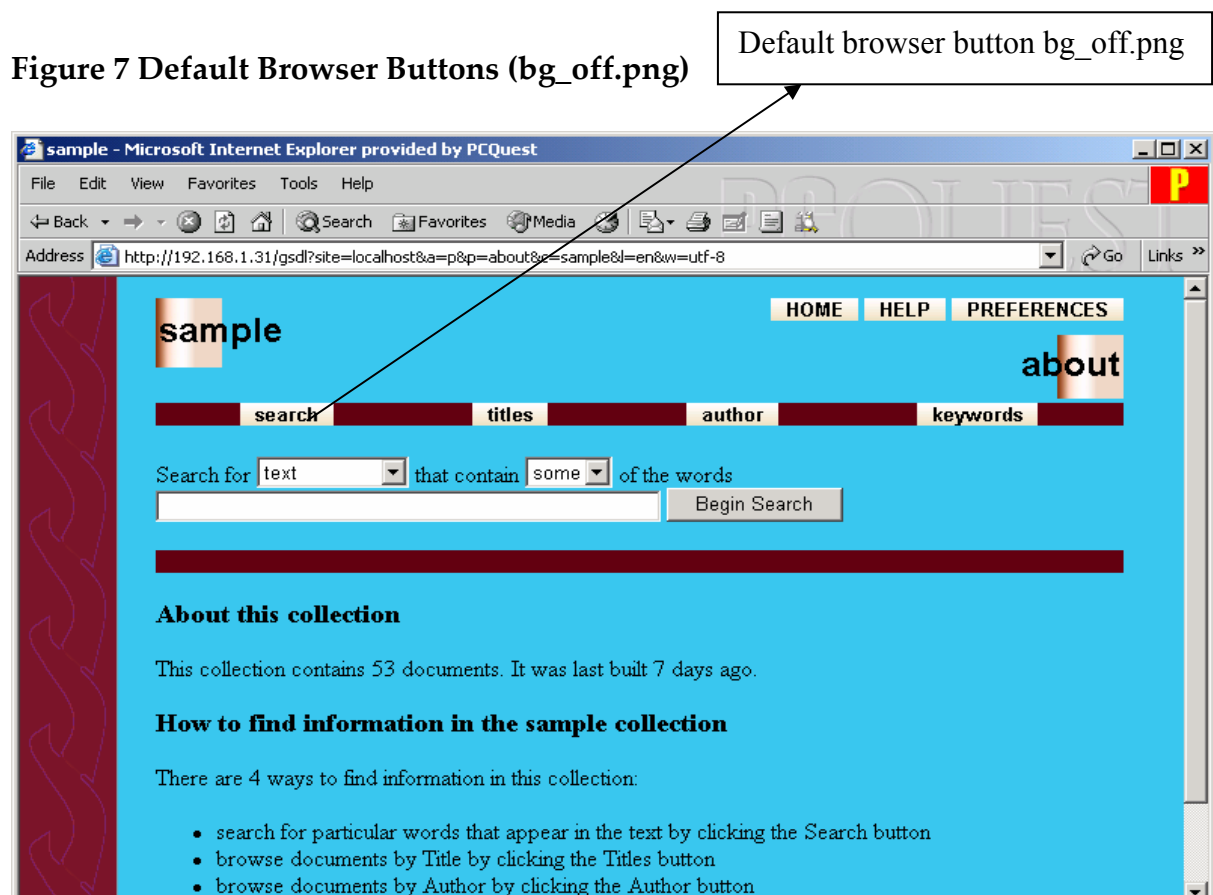 Default browser button bg_off.png
Figure 7 Default Browser Buttons (bg_off.png)
sample - Microsoft Internet Explorer provided by PCQuest
File Edit View Favorites Tools Help
P
PCQUEST
Back Search Favorites Media
Address http://192.168.1.31/gsdl?site=localhost&a=p&p=about&c=sample&l=en&w=utf-8 Go Links »
sample
HOME HELP PREFERENCES
about
search titles author keywords
Search for text that contain some of the words
Begin Search
About this collection
This collection contains 53 documents. It was last built 7 days ago.
How to find information in the sample collection
There are 4 ways to find information in this collection:
• search for particular words that appear in the text by clicking the Search button
• browse documents by Title by clicking the Titles button
• browse documents by Author by clicking the Author button